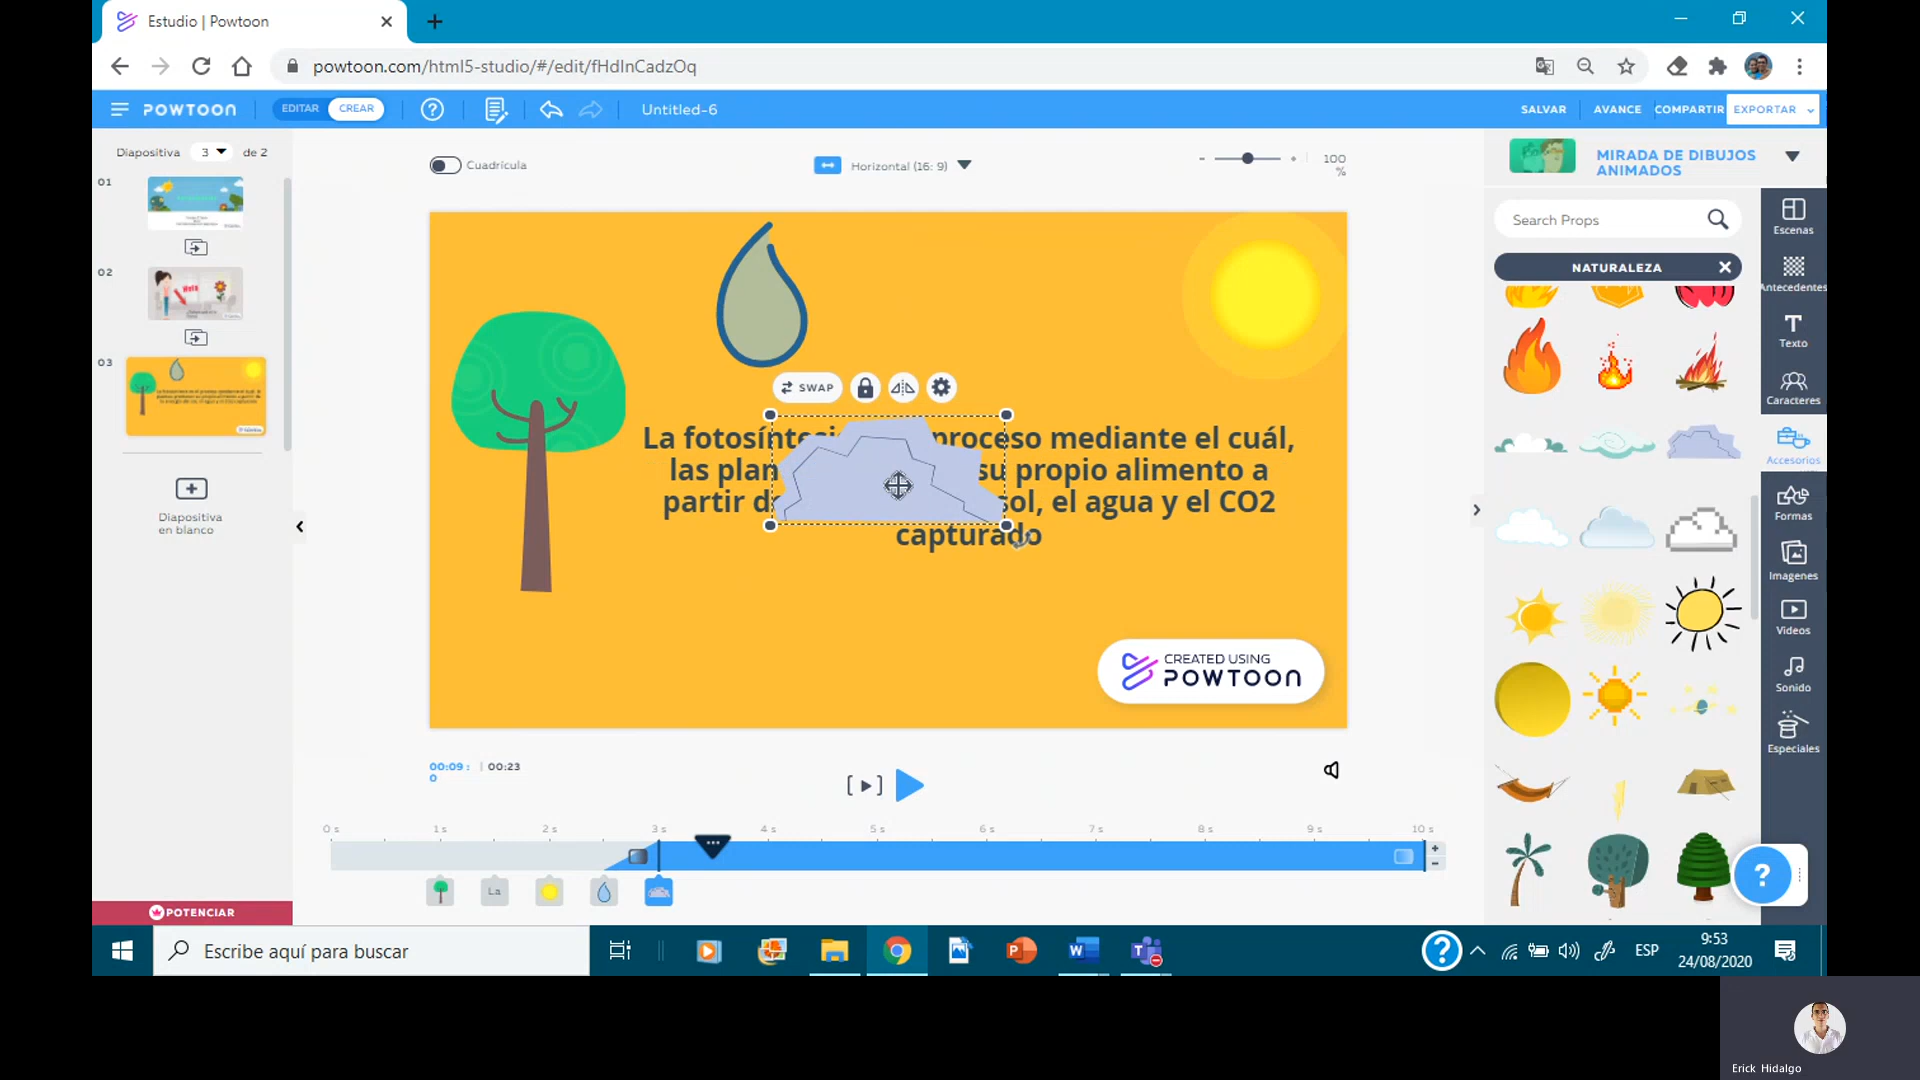 Estudio | Powtoon
powtoon.com/html5-studio/#/edit/fHdInCadzOq
POWTOON
EDITAR
CREAR
Untitled-6
SALVAR
AVANCE
COMPARTIR
EXPORTAR
Diapositiva 3 de 2
01
02
Hola
03
Diapositiva
en blanco
POTENCIAR
Cuadrícula
Horizontal (16: 9)
100
%
SWAP
La fotosíntesi proceso mediante el cuál,
las plan su propio alimento a
partir de sol, el agua y el CO2
capturado
CREATED USING
POWTOON
00:09 :
0
00:23
0 s
1 s
2 s
3 s
4 s
5 s
6 s
7 s
8 s
9 s
10 s
La
MIRADA DE DIBUJOS
ANIMADOS
Search Props
NATURALEZA
Escenas
Antecedentes
Texto
Caracteres
Accesorios
Formas
Imagenes
Videos
Sonido
Especiales
Escribe aquí para buscar
ESP
9:53
24/08/2020
Erick Hidalgo